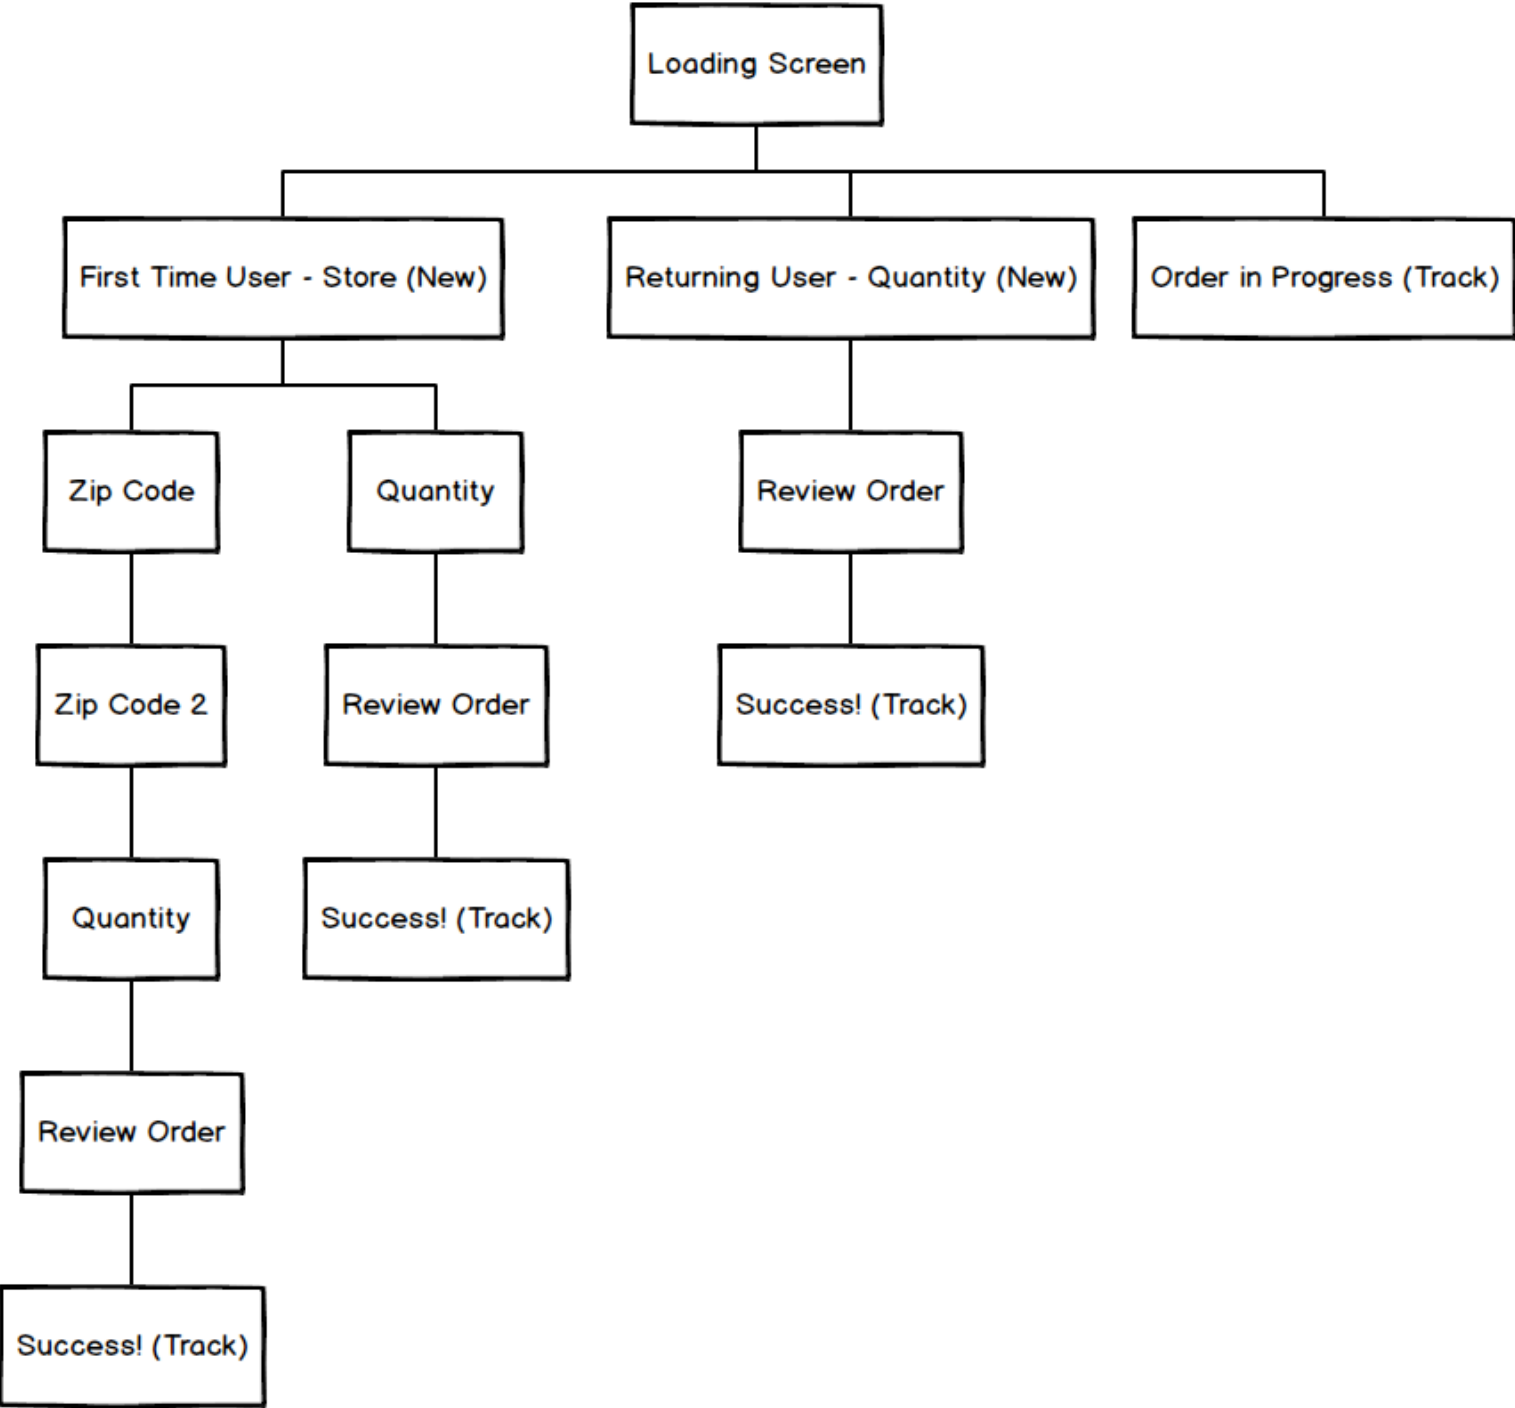 Loading Screen
First Time User - Store (New)
Returning User - Quantity (New)
Order in Progress (Track)
Zip Code
Quantity
Review Order
Zip Code 2
Review Order
Success! (Track)
Quantity
Success! (Track)
Review Order
Success! (Track)